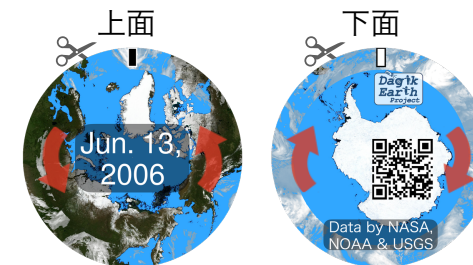 上面
下面
Jun. 13,
2006
Dagik
Earth
Project
Data by NASA,
NOAA & USGS